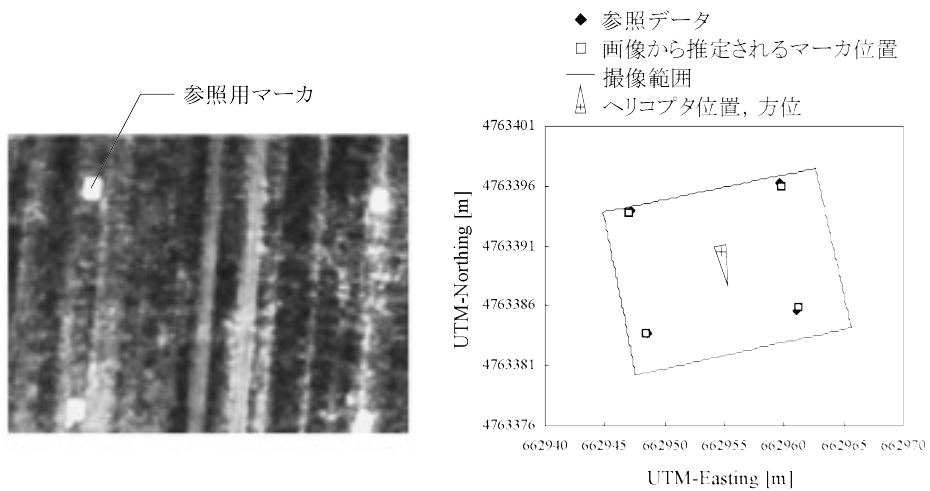 参照用マーカ
参照データ
画像から推定されるマーカ位置
撮像範囲
ヘリコプタ位置, 方位
4763401
4763396
4763391
4763386
4763381
4763376
UTM-Northing [m]
662940 662945 662950 662955 662960 662965 662970
UTM-Easting [m]